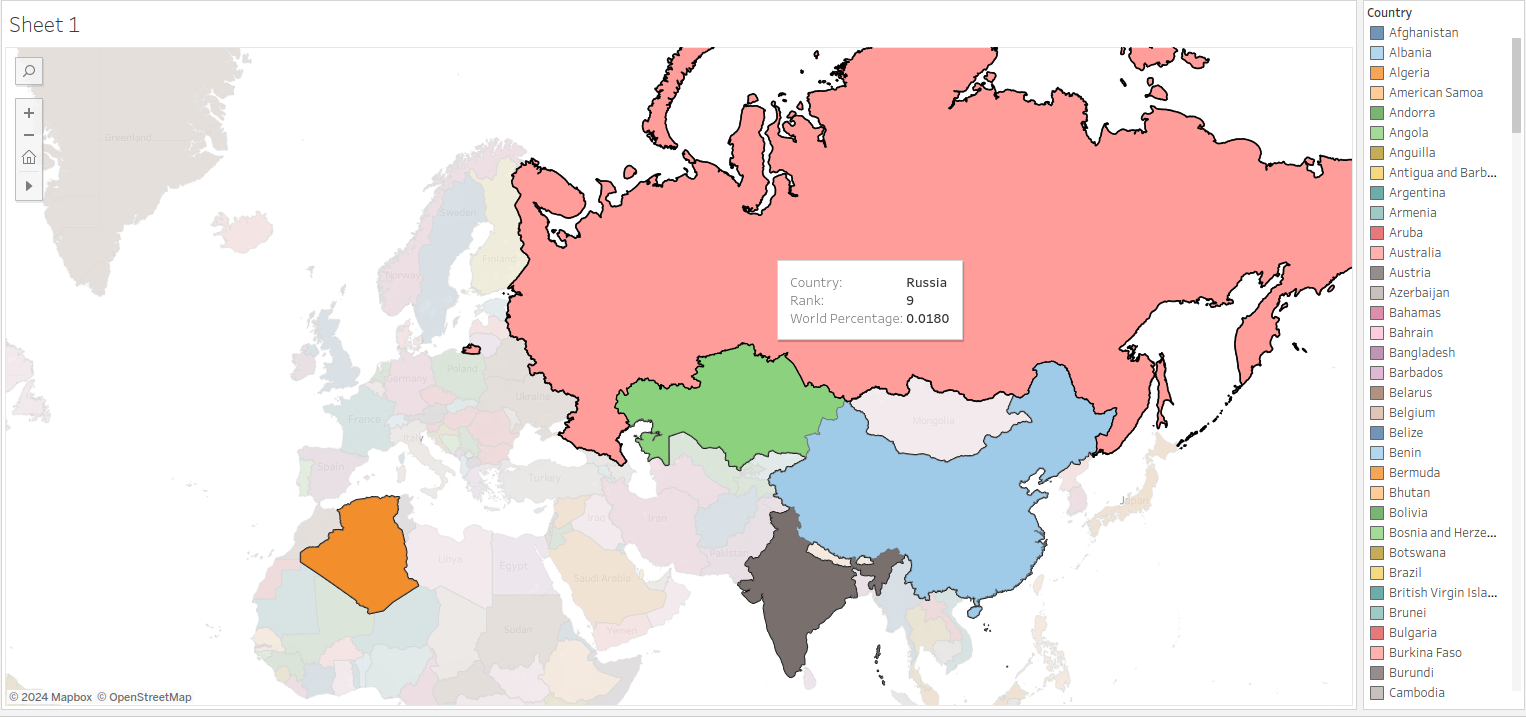 Sheet 1
Greenland
Sweden
Finland
Norway
Germany
Poland
Ukraine
France
Italy
Spain
Turkey
Iraq
Iran
Pakistan
Libya
Egypt
Saudi Arabia
Sudan
Yemen
Mongolia
Japan
Country: Russia
Rank: 9
World Percentage: 0.0180
© 2024 Mapbox © OpenStreetMap
Country
Afghanistan
Albania
Algeria
American Samoa
Andorra
Angola
Anguilla
Antigua and Barb...
Argentina
Armenia
Aruba
Australia
Austria
Azerbaijan
Bahamas
Bahrain
Bangladesh
Barbados
Belarus
Belgium
Belize
Benin
Bermuda
Bhutan
Bolivia
Bosnia and Herze...
Botswana
Brazil
British Virgin Isla...
Brunei
Bulgaria
Burkina Faso
Burundi
Cambodia